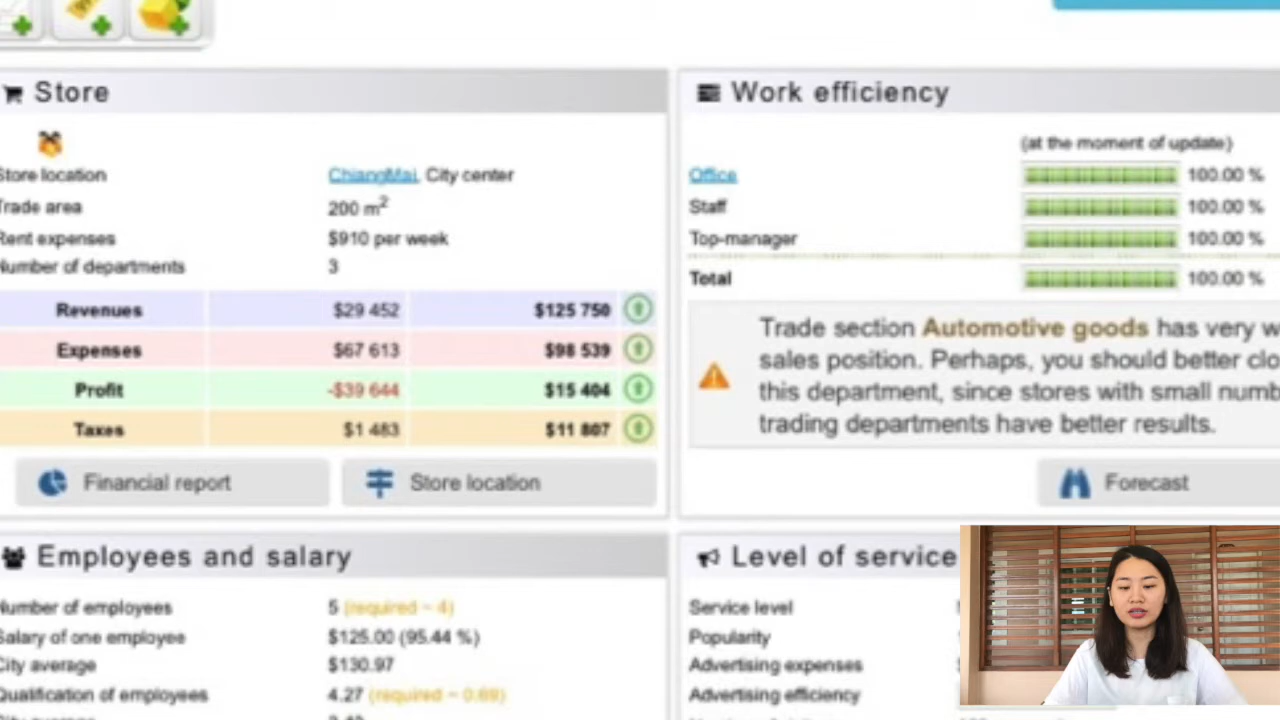 Store
Store location ChiangMai, City center
Trade area 200 m²
Rent expenses $910 per week
Number of departments 3
Revenues $29 452 $125 750
Expenses $67 613 $98 539
Profit -$39 644 $15 404
Taxes $1 483 $11 807
Financial report Store location
Work efficiency
(at the moment of update)
Office 100.00 %
Staff 100.00 %
Top-manager 100.00 %
Total 100.00 %
Trade section Automotive goods has very
sales position. Perhaps, you should better
this department, since stores with small
trading departments have better results.
Forecast
Employees and salary
Number of employees 5 (required ~ 4)
Salary of one employee $125.00 (95.44 %)
City average $130.97
Qualification of employees 4.27 (required ~ 0.69)
Level of service
Service level
Popularity
Advertising expenses
Advertising efficiency